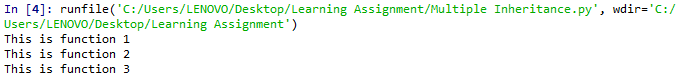 In [4]: runfile('C:/Users/LENOVO/Desktop/Learning Assignment/Multiple Inheritance.py', wdir='C:/
Users/LENOVO/Desktop/Learning Assignment')
This is function 1
This is function 2
This is function 3